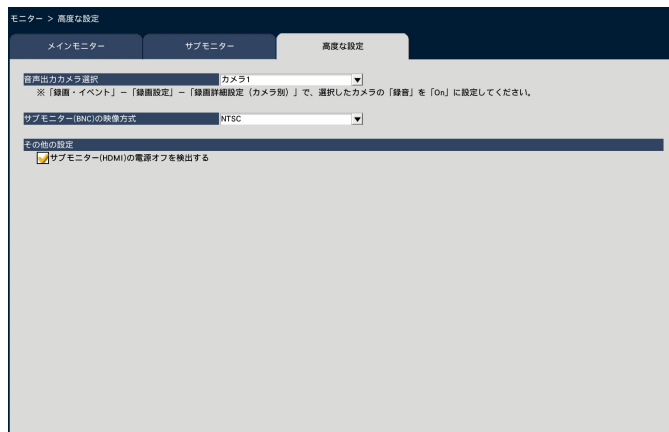 モニター > 高度な設定
メインモニター サブモニター 高度な設定
音声出力カメラ選択 カメラ1
※「録画・イベント」－「録画設定」－「録画詳細設定（カメラ別）」で、選択したカメラの「録音」を「On」に設定してください。
サブモニター(BNC)の映像方式 NTSC
その他の設定
サブモニター(HDMI)の電源オフを検出する